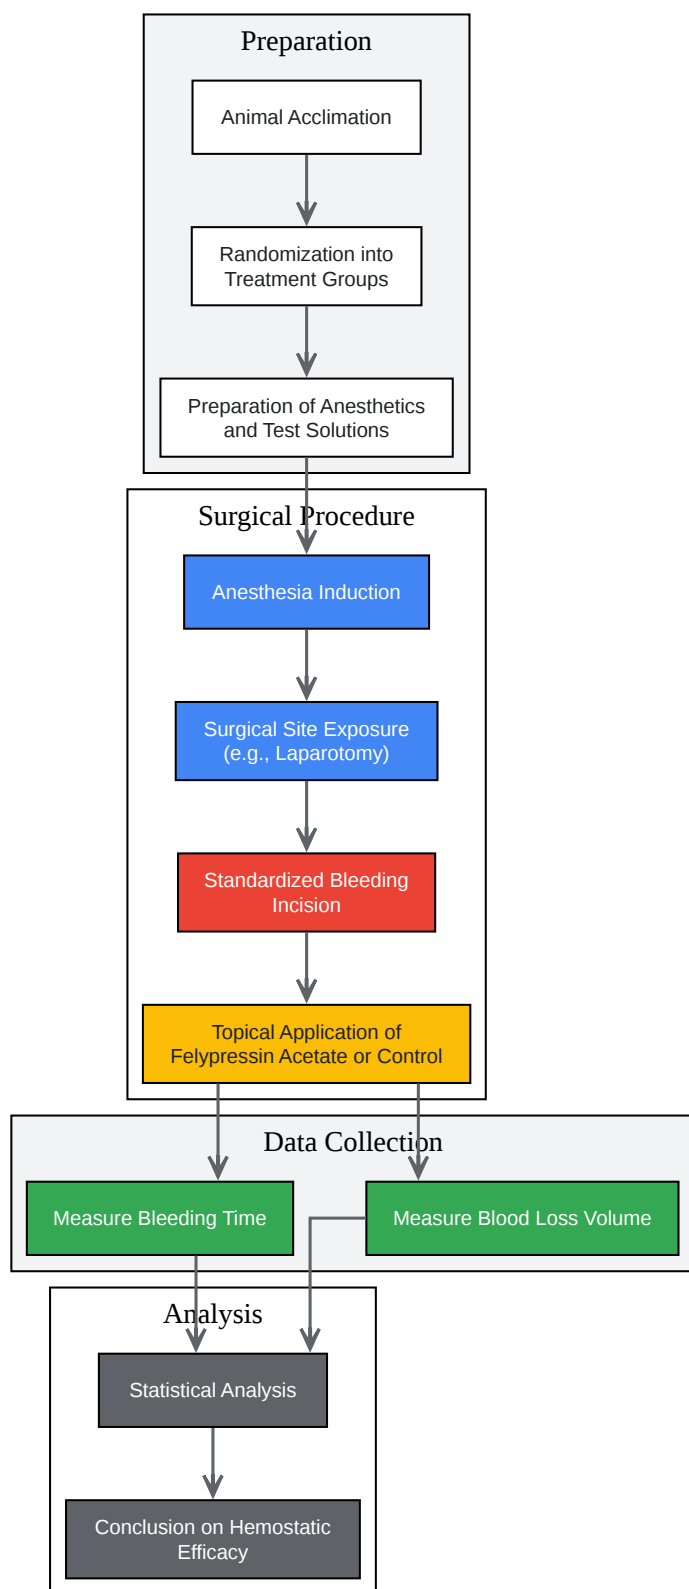 Preparation
Animal Acclimation
Randomization into
Treatment Groups
Preparation of Anesthetics
and Test Solutions
Surgical Procedure
Anesthesia Induction
Surgical Site Exposure
(e.g., Laparotomy)
Standardized Bleeding
Incision
Topical Application of
Felypressin Acetate or Control
Data Collection
Measure Bleeding Time
Measure Blood Loss Volume
Analysis
Statistical Analysis
Conclusion on Hemostatic
Efficacy